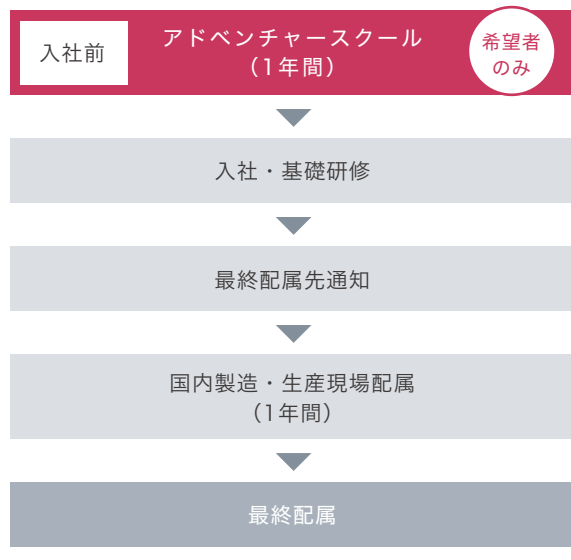 入社前
アドベンチャースクール
（1年間）
希望者
のみ
入社・基礎研修
最終配属先通知
国内製造・生産現場配属
（1年間）
最終配属